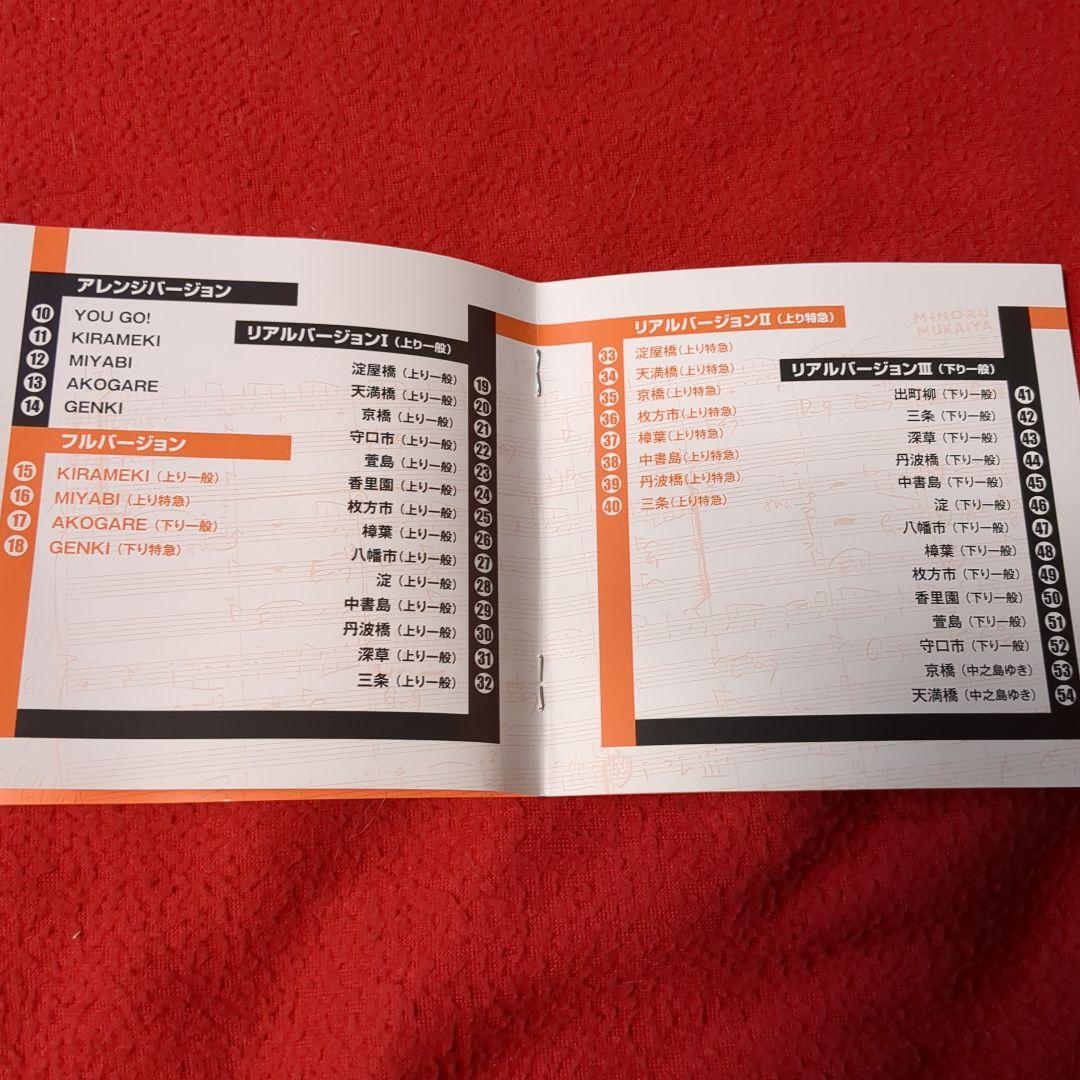 アレンジバージョン
10 YOU GO!
11 KIRAMEKI
12 MIYABI
13 AKOGARE
14 GENKI
フルバージョン
15 KIRAMEKI（上り一般）
16 MIYABI（上り特急）
17 AKOGARE（下り一般）
18 GENKI（下り特急）
リアルバージョンⅠ（上り一般）
淀屋橋（上り一般）19
天満橋（上り一般）20
京橋（上り一般）21
守口市（上り一般）22
萱島（上り一般）23
香里園（上り一般）24
枚方市（上り一般）25
樟葉（上り一般）26
八幡市（上り一般）27
淀（上り一般）28
中書島（上り一般）29
丹波橋（上り一般）30
深草（上り一般）31
三条（上り一般）32
リアルバージョンⅡ（上り特急）
33 淀屋橋（上り特急）
34 天満橋（上り特急）
35 京橋（上り特急）
36 枚方市（上り特急）
37 樟葉（上り特急）
38 中書島（上り特急）
39 丹波橋（上り特急）
40 三条（上り特急）
MINORU
MUKAIYA
リアルバージョンⅢ（下り一般）
出町柳（下り一般）41
三条（下り一般）42
深草（下り一般）43
丹波橋（下り一般）44
中書島（下り一般）45
淀（下り一般）46
八幡市（下り一般）47
樟葉（下り一般）48
枚方市（下り一般）49
香里園（下り一般）50
萱島（下り一般）51
守口市（下り一般）52
京橋（中之島ゆき）53
天満橋（中之島ゆき）54